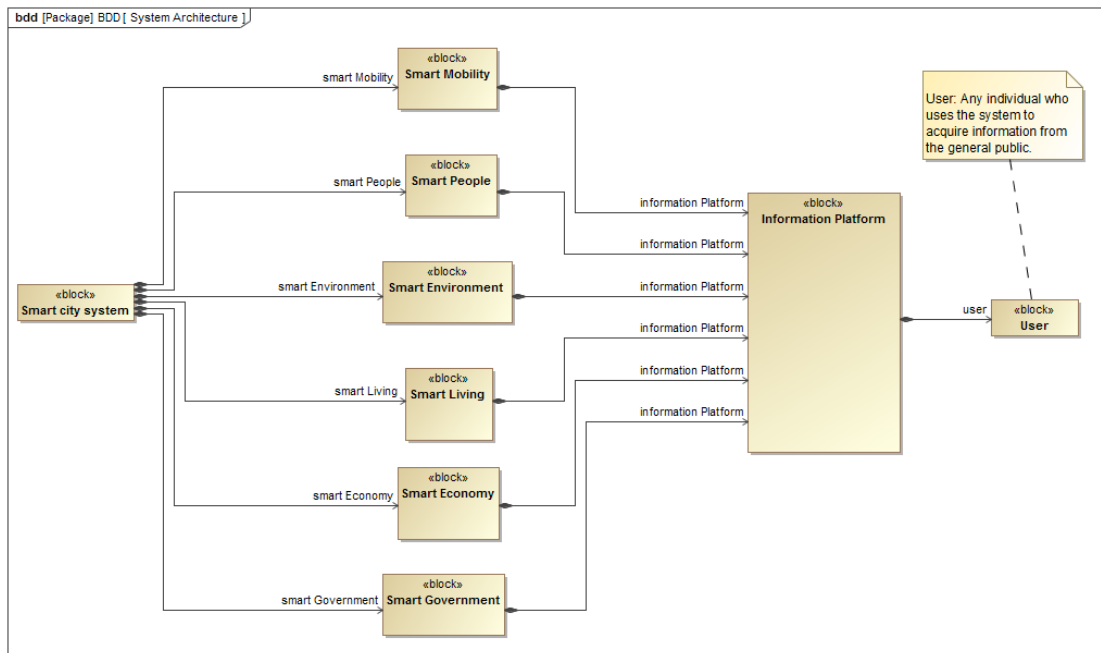 bdd [Package] BDD [ System Architecture ]
«block»
Smart Mobility
smart Mobility
User: Any individual who
uses the system to
acquire information from
the general public.
«block»
Smart People
smart People
information Platform
«block»
Information Platform
information Platform
«block»
Smart city system
smart Environment
«block»
Smart Environment
information Platform
user
«block»
User
information Platform
smart Living
«block»
Smart Living
information Platform
information Platform
smart Economy
«block»
Smart Economy
smart Government
«block»
Smart Government